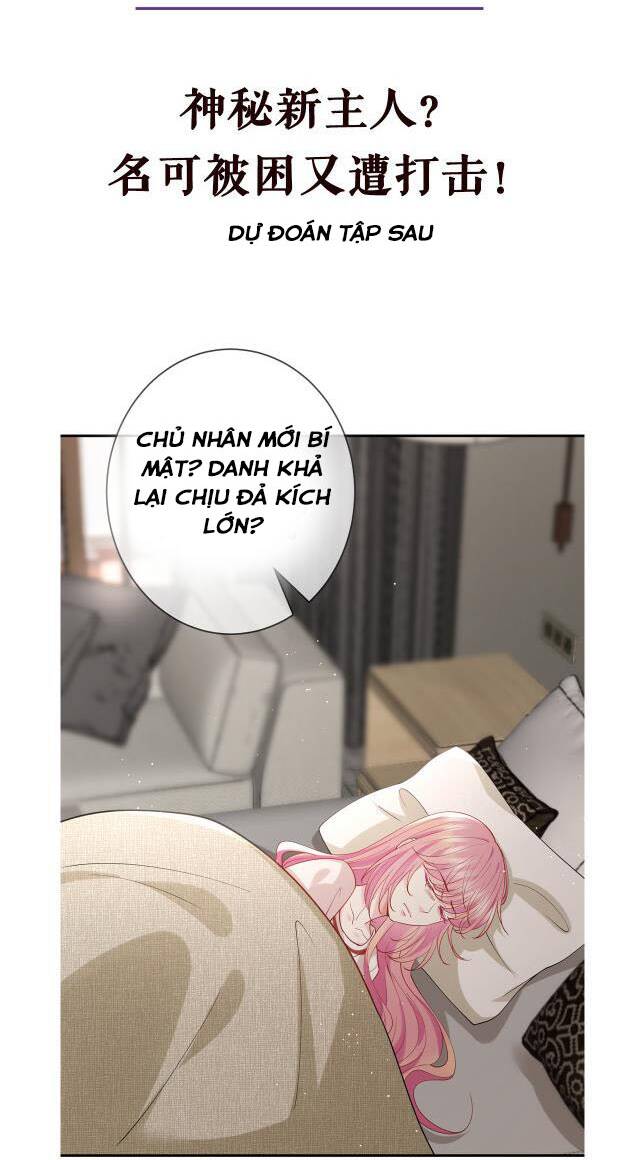 神秘新主人?
名可被困又遭打击!
DỰ ĐOÁN TẬP SAU
CHỦ NHÂN MỚI BÍ
MẬT? DANH KHẢ
LẠI CHỊU ĐẢ KÍCH
LỚN?